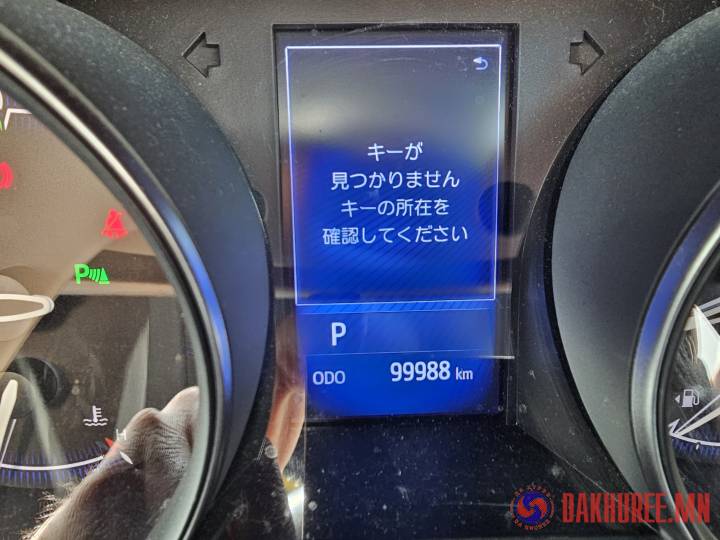 キーが
見つかりません
キーの所在を
確認してください
P
P
ODO 99988 km
H
DAKHUREE.MN